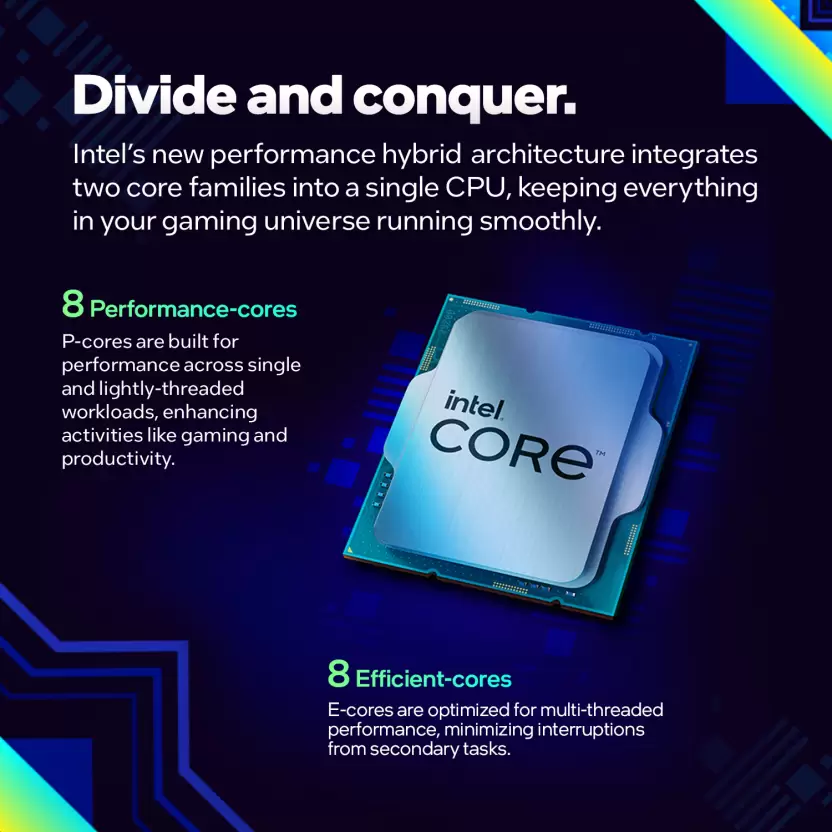 Divide and conquer.
Intel's new performance hybrid architecture integrates
two core families into a single CPU, keeping everything
in your gaming universe running smoothly.
8 Performance-cores
P-cores are built for
performance across single
and lightly-threaded
workloads, enhancing
activities like gaming and
productivity.
intel
CORE™
8 Efficient-cores
E-cores are optimized for multi-threaded
performance, minimizing interruptions
from secondary tasks.